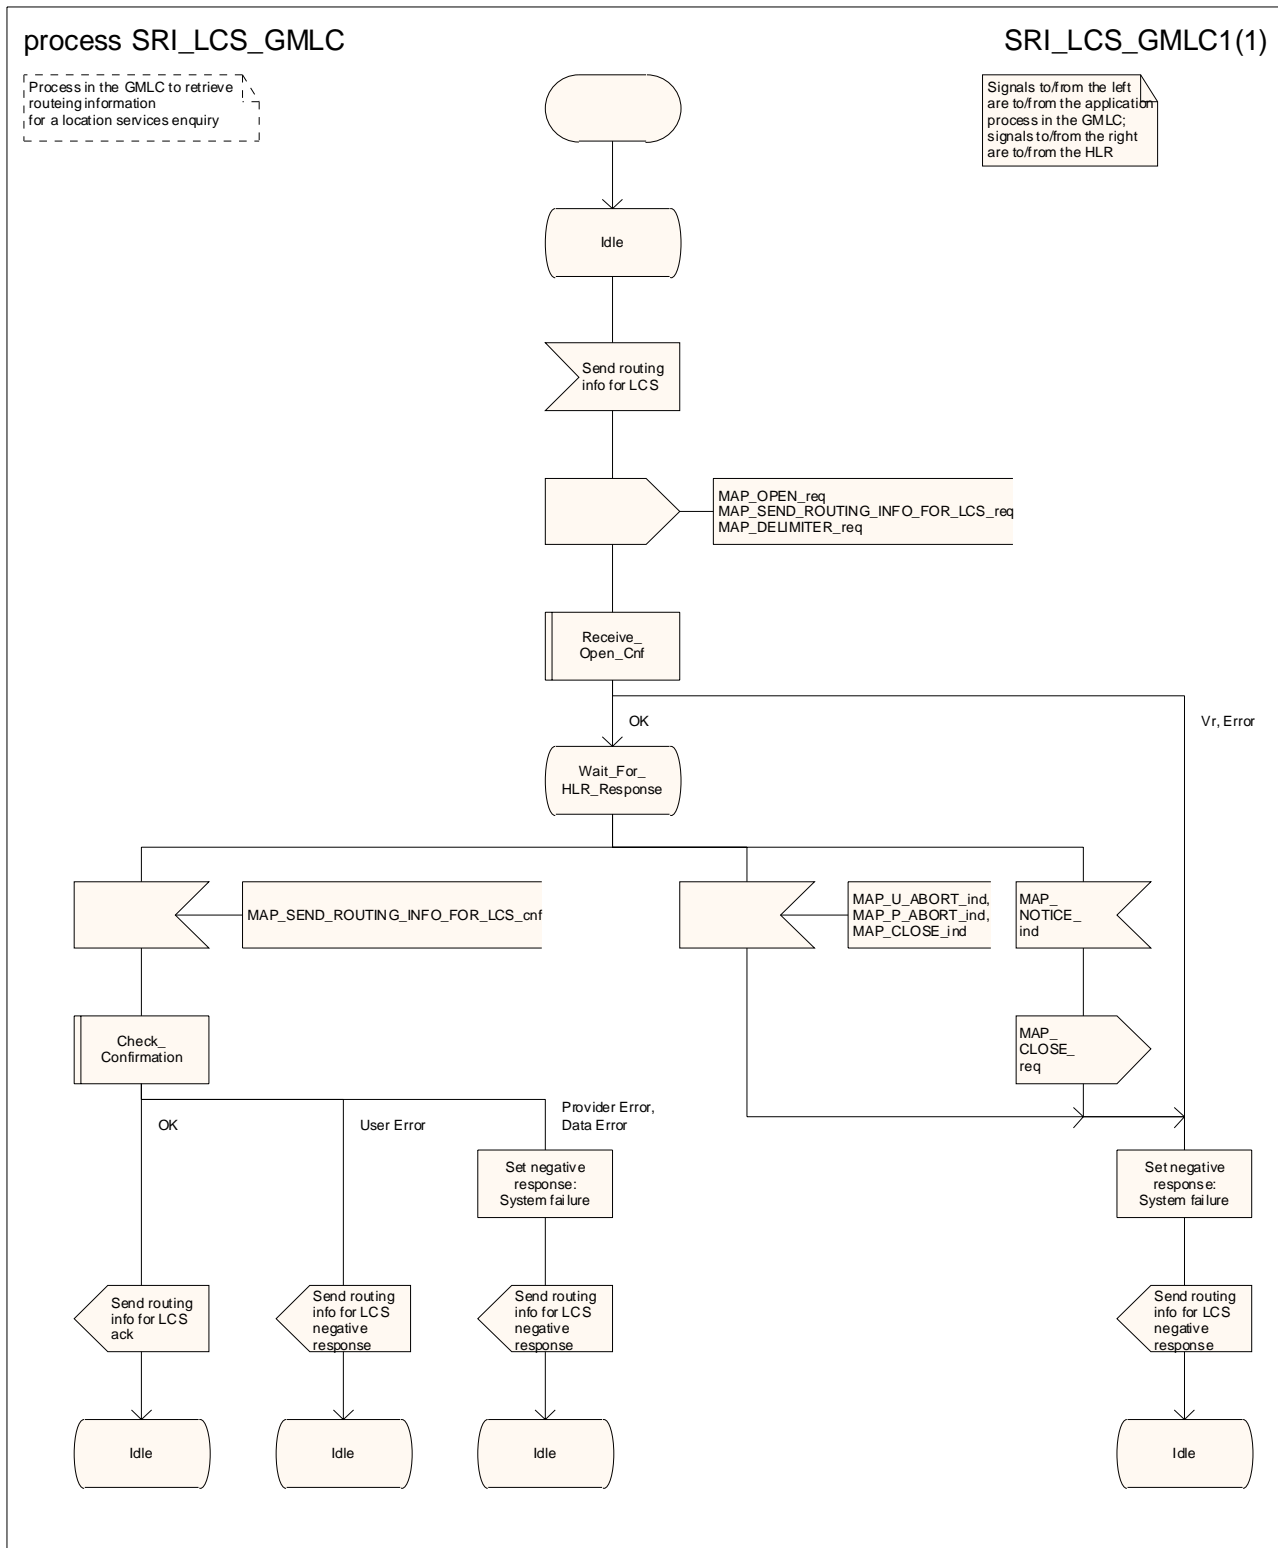 process SRI_LCS_GMLC
SRI_LCS_GMLC1(1)
Process in the GMLC to retrieve
routeing information
for a location services enquiry
Signals to/from the left
are to/from the application
process in the GMLC;
signals to/from the right
are to/from the HLR
Idle
Send routing
info for LCS
MAP_OPEN_req
MAP_SEND_ROUTING_INFO_FOR_LCS_req
MAP_DELIMITER_req
Receive_
Open_Cnf
OK
Vr, Error
Wait_For_
HLR_Response
MAP_SEND_ROUTING_INFO_FOR_LCS_cnf
MAP_U_ABORT_ind,
MAP_P_ABORT_ind,
MAP_CLOSE_ind
MAP_
NOTICE_
ind
Check_
Confirmation
MAP_
CLOSE_
req
OK
User Error
Provider Error,
Data Error
Set negative
response:
System failure
Set negative
response:
System failure
Send routing
info for LCS
ack
Send routing
info for LCS
negative
response
Send routing
info for LCS
negative
response
Send routing
info for LCS
negative
response
Idle
Idle
Idle
Idle